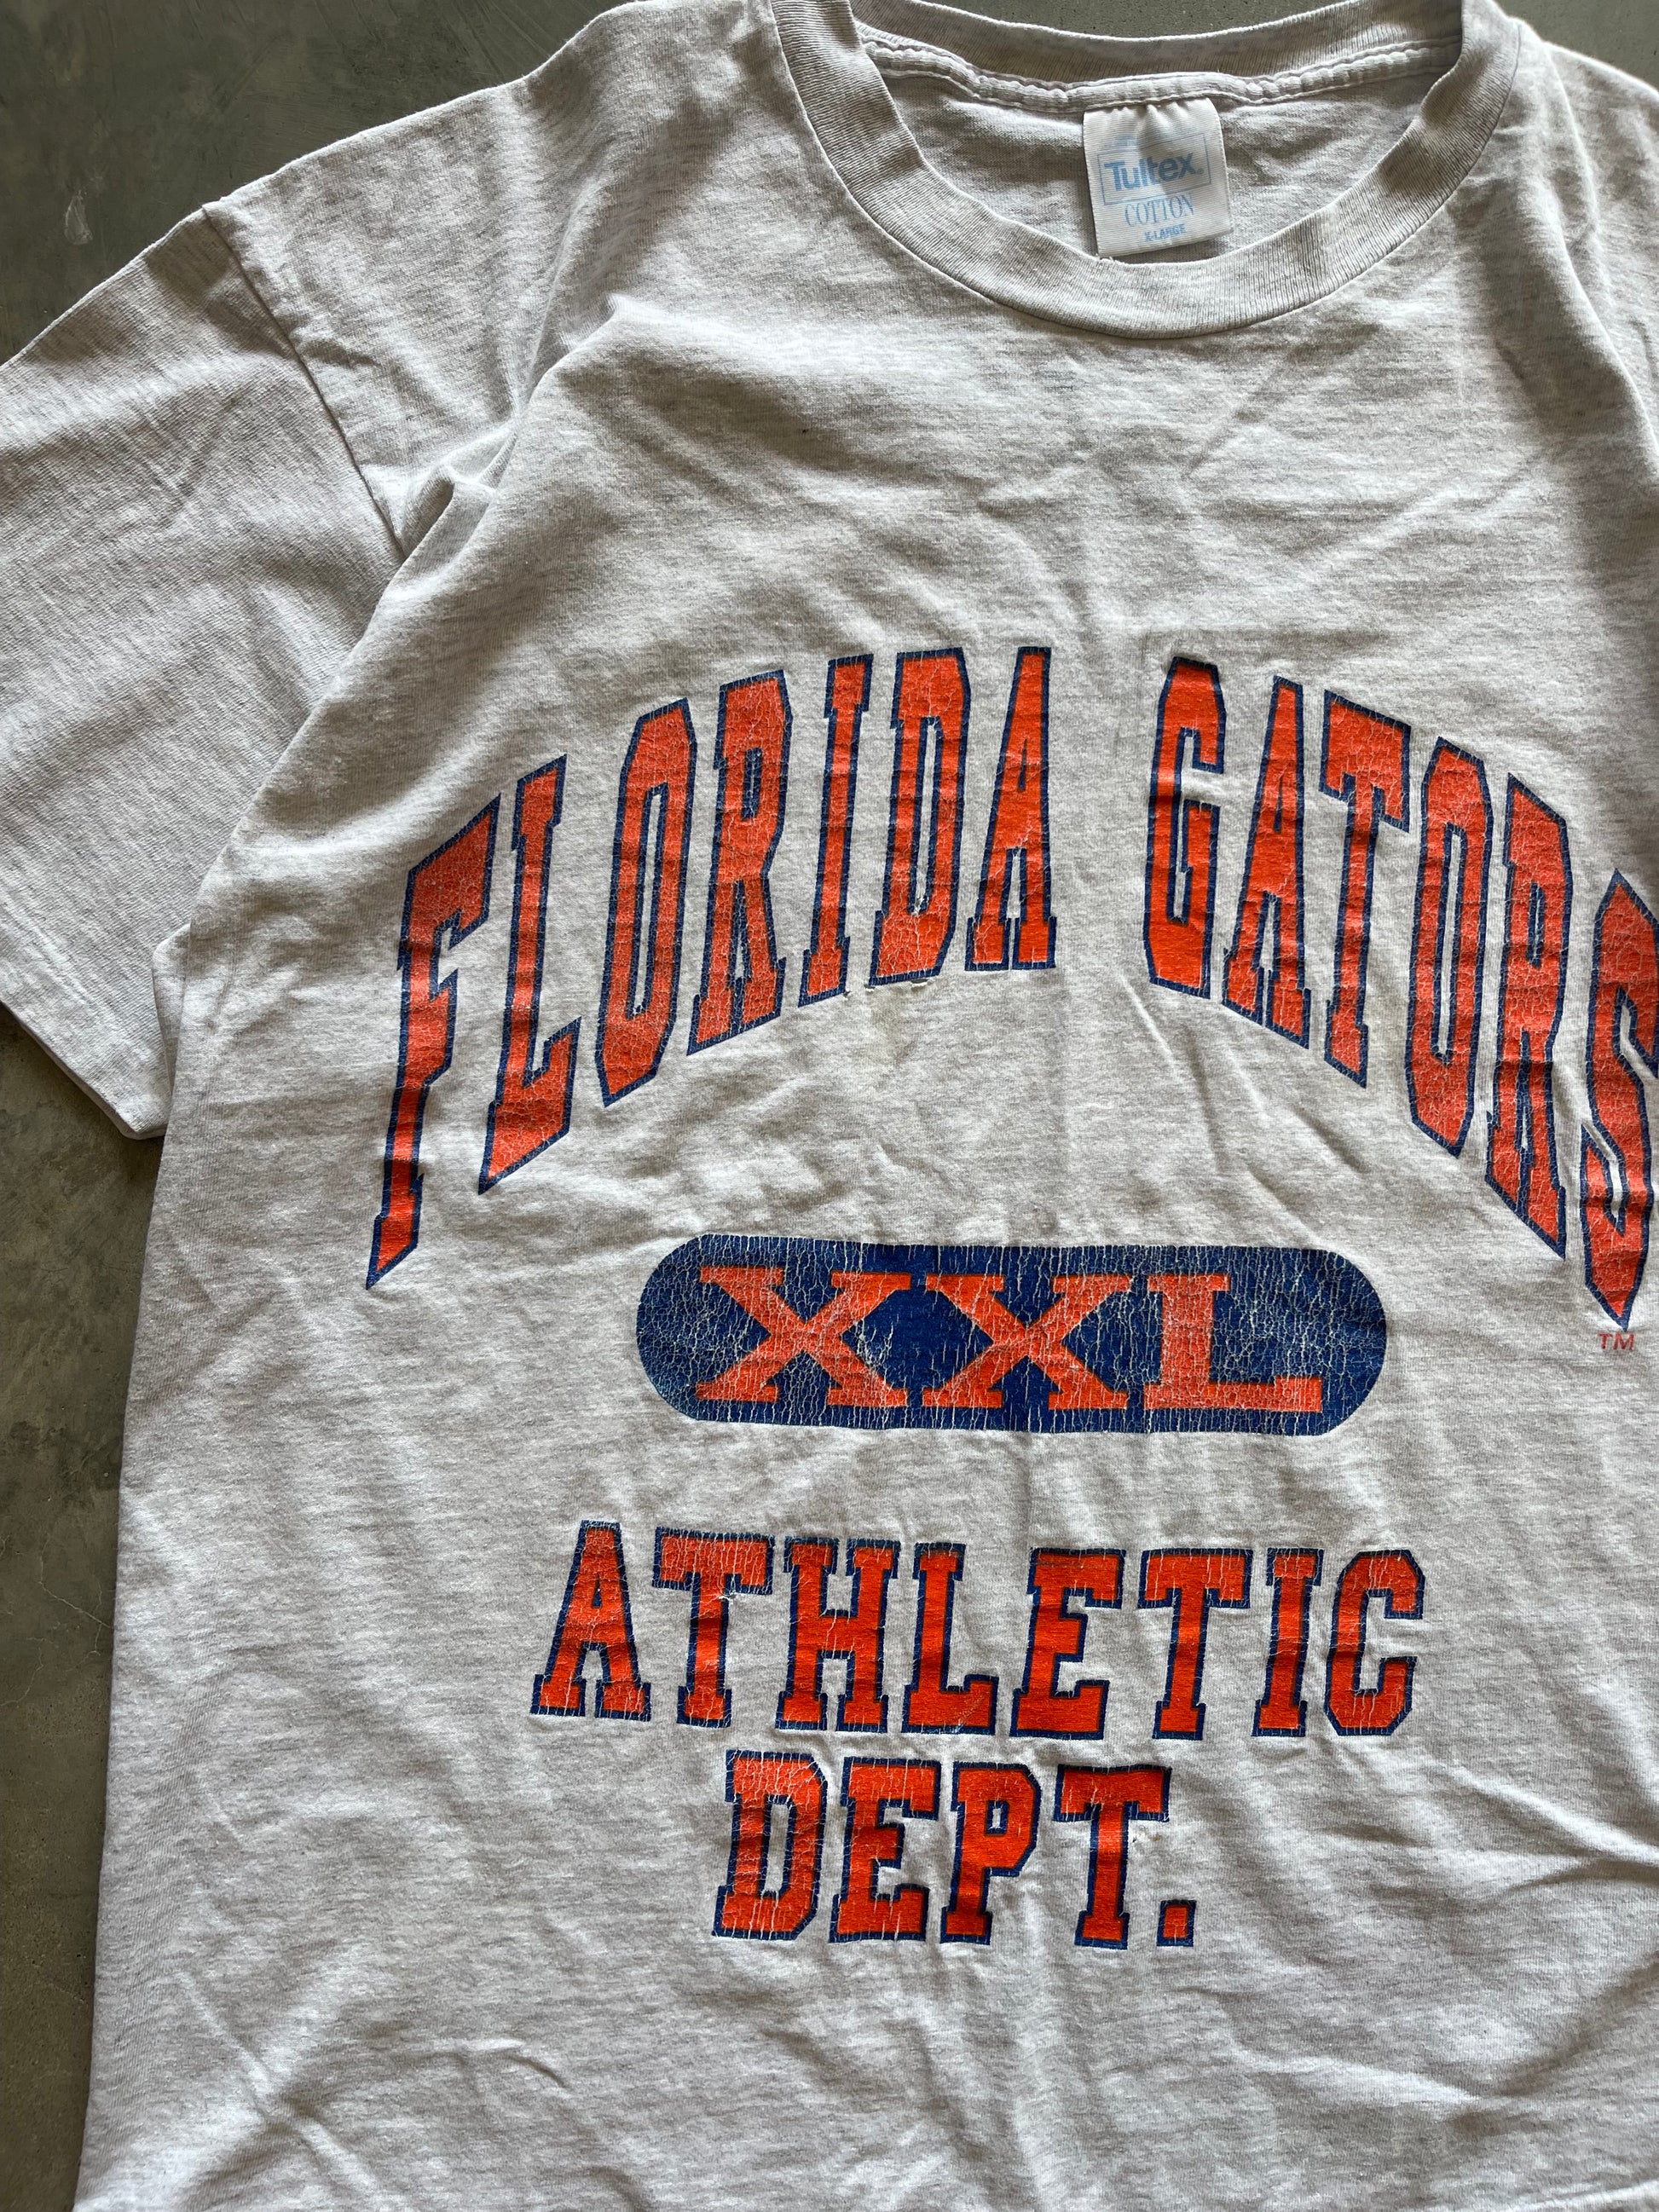 Tultex®
COTTON
X-LARGE
FLORIDA GATORS
TM
XXL
ATHLETIC
DEPT.